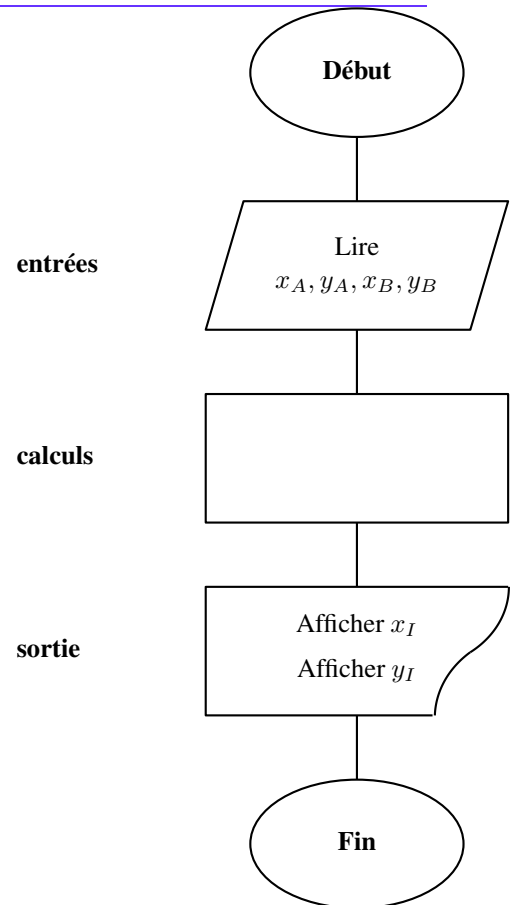 Début
entrées
Lire
x_A, y_A, x_B, y_B
calculs
sortie
Afficher x_I
Afficher y_I
Fin